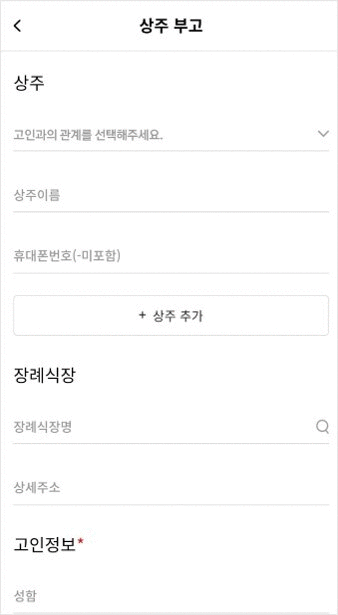 상주 부고
상주
고인과의 관계를 선택해주세요.
상주이름
휴대폰번호(-미포함)
+ 상주 추가
장례식장
장례식장명
상세주소
고인정보*
성함